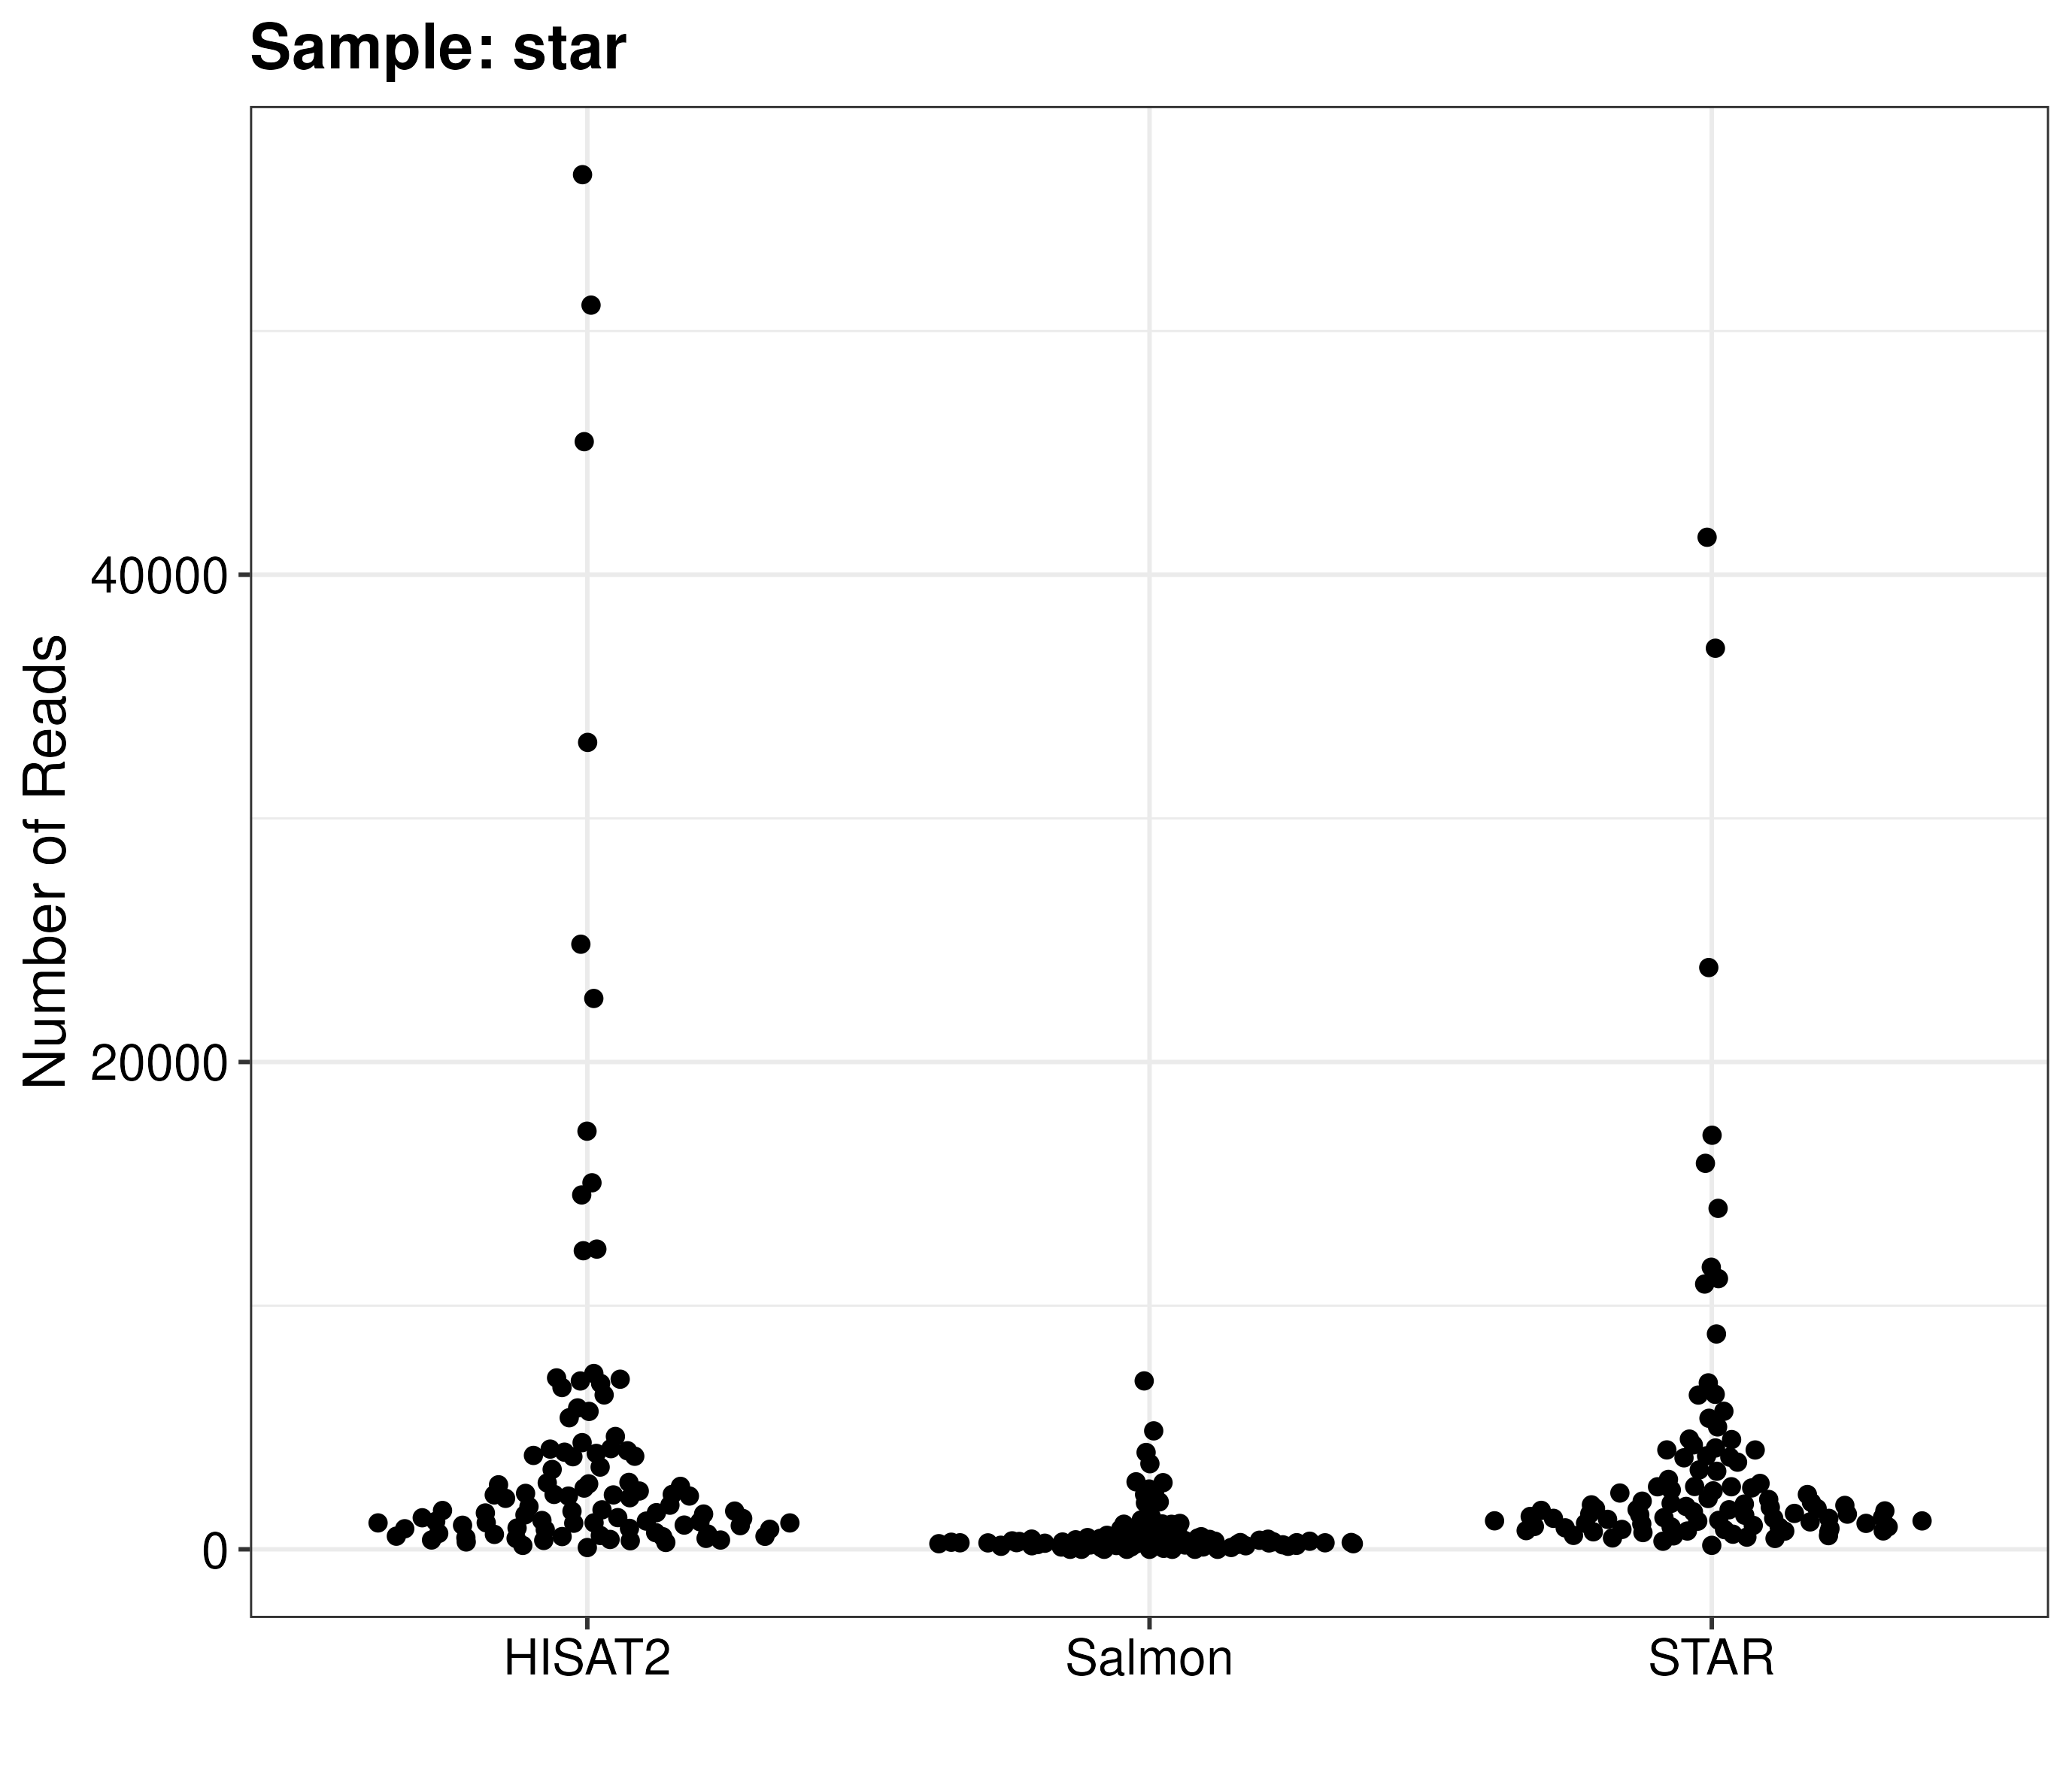 Sample: star
Number of Reads
40000
20000
0
HISAT2
Salmon
STAR